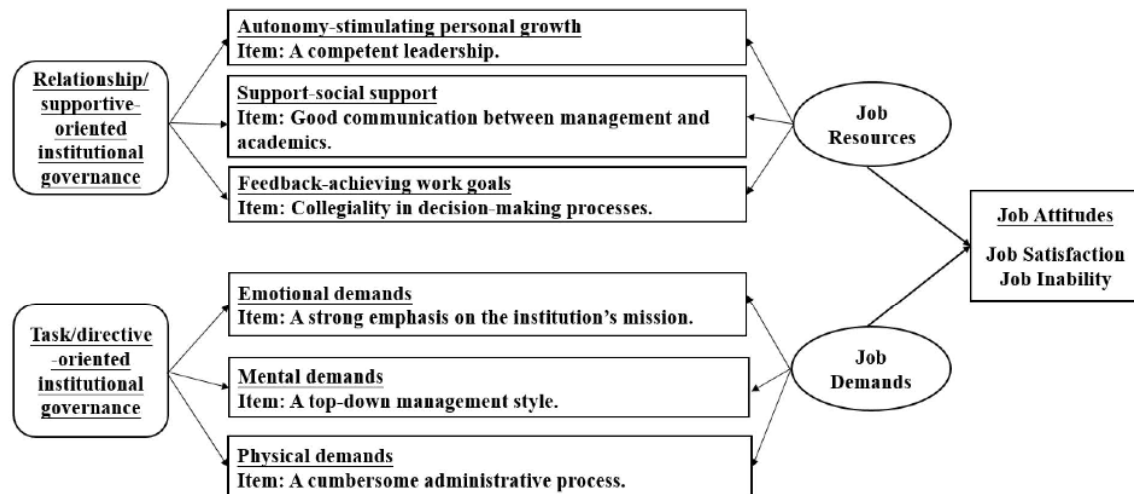 Relationship/
supportive-
oriented
institutional
governance
Autonomy-stimulating personal growth
Item: A competent leadership.
Support-social support
Item: Good communication between management and
academics.
Feedback-achieving work goals
Item: Collegiality in decision-making processes.
Job
Resources
Task/directive
-oriented
institutional
governance
Emotional demands
Item: A strong emphasis on the institution’s mission.
Mental demands
Item: A top-down management style.
Physical demands
Item: A cumbersome administrative process.
Job
Demands
Job Attitudes
Job Satisfaction
Job Inability